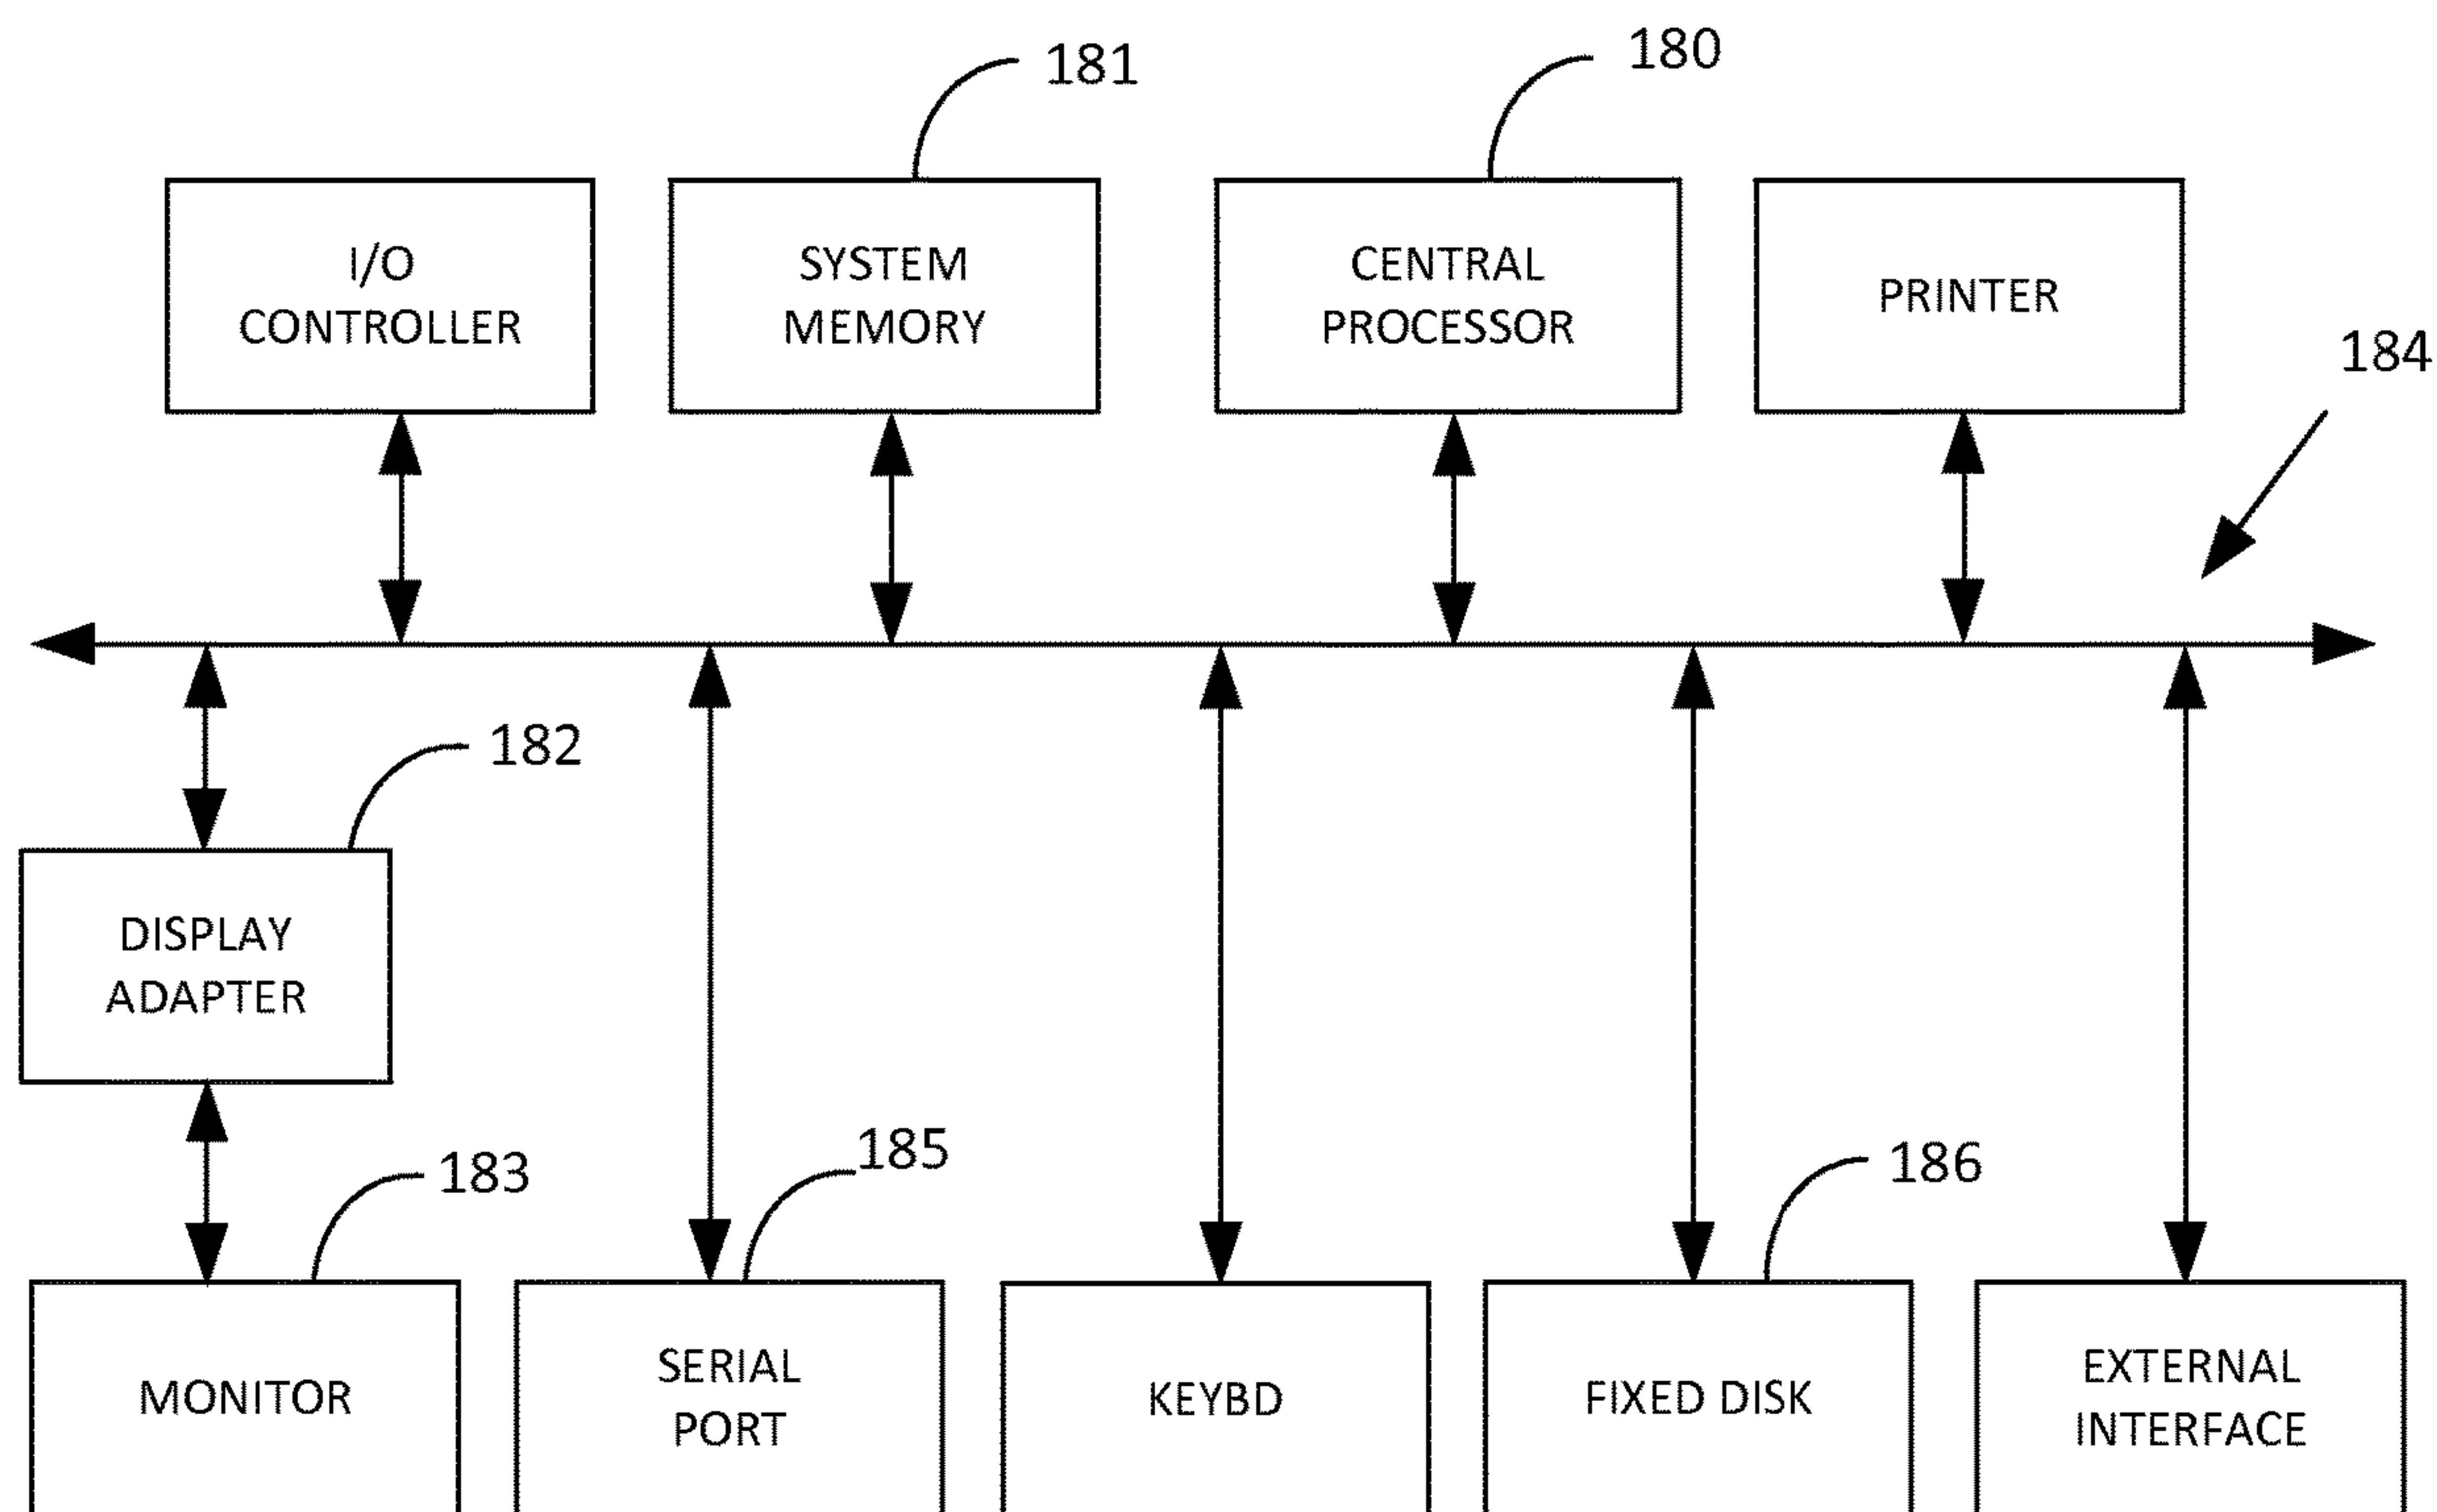 181
180
I/O
CONTROLLER
SYSTEM
MEMORY
CENTRAL
PROCESSOR
PRINTER
184
182
DISPLAY
ADAPTER
183
185
186
MONITOR
SERIAL
PORT
KEYBD
FIXED DISK
EXTERNAL
INTERFACE